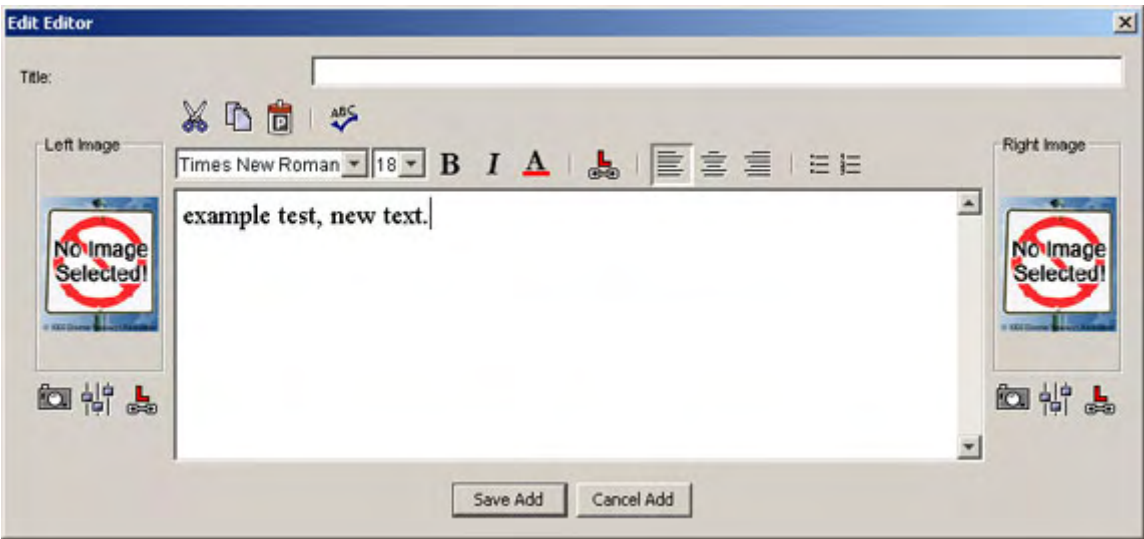 Edit Editor
Title:
ABC
Left Image
Times New Roman 18 B I A L
Right Image
example test, new text.
No Image
Selected!
No Image
Selected!
L
L
Save Add Cancel Add